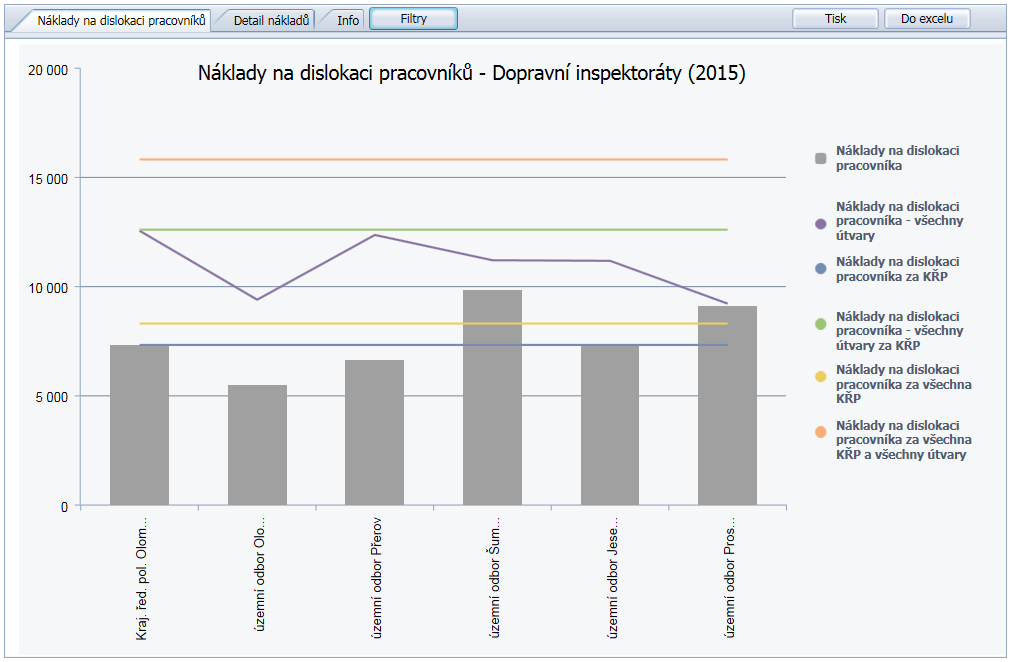 Náklady na dislokaci pracovníků
Detail nákladů
Info
Filtry
Tisk
Do excelu
Náklady na dislokaci pracovníků - Dopravní inspektoráty (2015)
20 000
15 000
10 000
5 000
0
Kraj. řed. pol. Olom...
územní odbor Olo...
územní odbor Přerov
územní odbor Šum...
územní odbor Jese...
územní odbor Pros...
Náklady na dislokaci
pracovníka
Náklady na dislokaci
pracovníka - všechny
útvary
Náklady na dislokaci
pracovníka za KŘP
Náklady na dislokaci
pracovníka - všechny
útvary za KŘP
Náklady na dislokaci
pracovníka za všechna
KŘP
Náklady na dislokaci
pracovníka za všechna
KŘP a všechny útvary